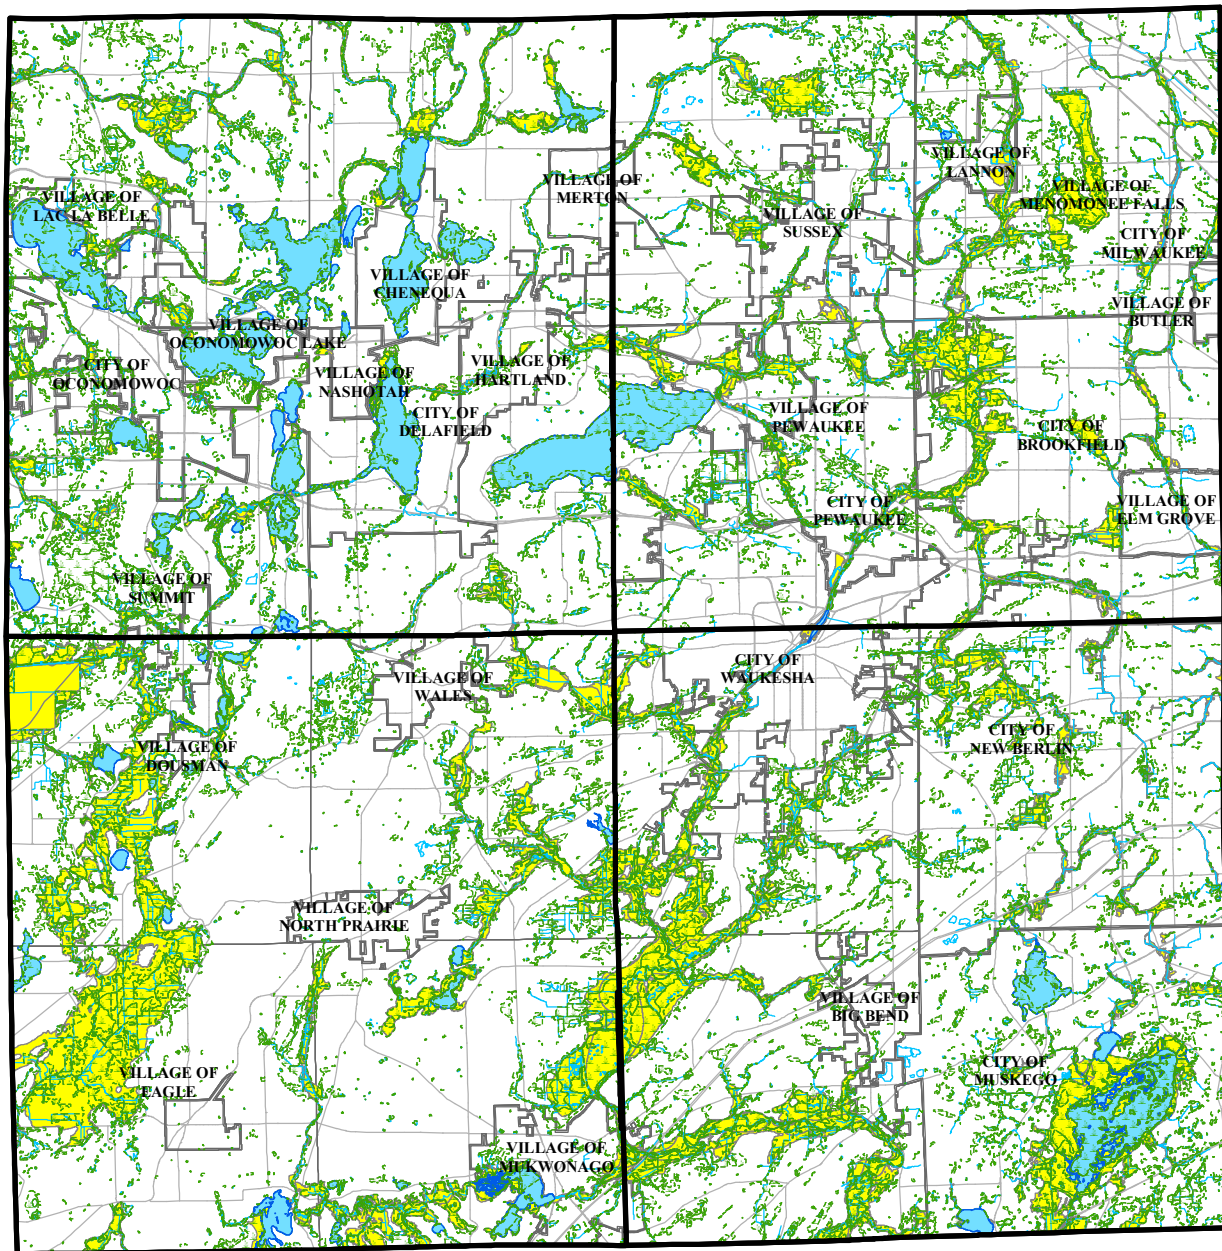 VILLAGE OF
LAC LA BELLE
VILLAGE OF
MERTON
VILLAGE OF
LANNON
VILLAGE OF
MENOMONEE FALLS
VILLAGE OF
SUSSEX
CITY OF
MILWAUKEE
VILLAGE OF
CHENEQUA
VILLAGE OF
BUTLER
VILLAGE OF
OCONOMOWOC LAKE
CITY OF
OCONOMOWOC
VILLAGE OF
NASHOTAH
VILLAGE OF
HARTLAND
CITY OF
DELAFIELD
VILLAGE OF
PEWAUKEE
CITY OF
BROOKFIELD
CITY OF
PEWAUKEE
VILLAGE OF
ELM GROVE
VILLAGE OF
SUMMIT
VILLAGE OF
WALES
CITY OF
WAUKESHA
VILLAGE OF
DOUSMAN
CITY OF
NEW BERLIN
VILLAGE OF
NORTH PRAIRIE
VILLAGE OF
BIG BEND
VILLAGE OF
EAGLE
CITY OF
MUSKEGO
VILLAGE OF
MUKWONAGO